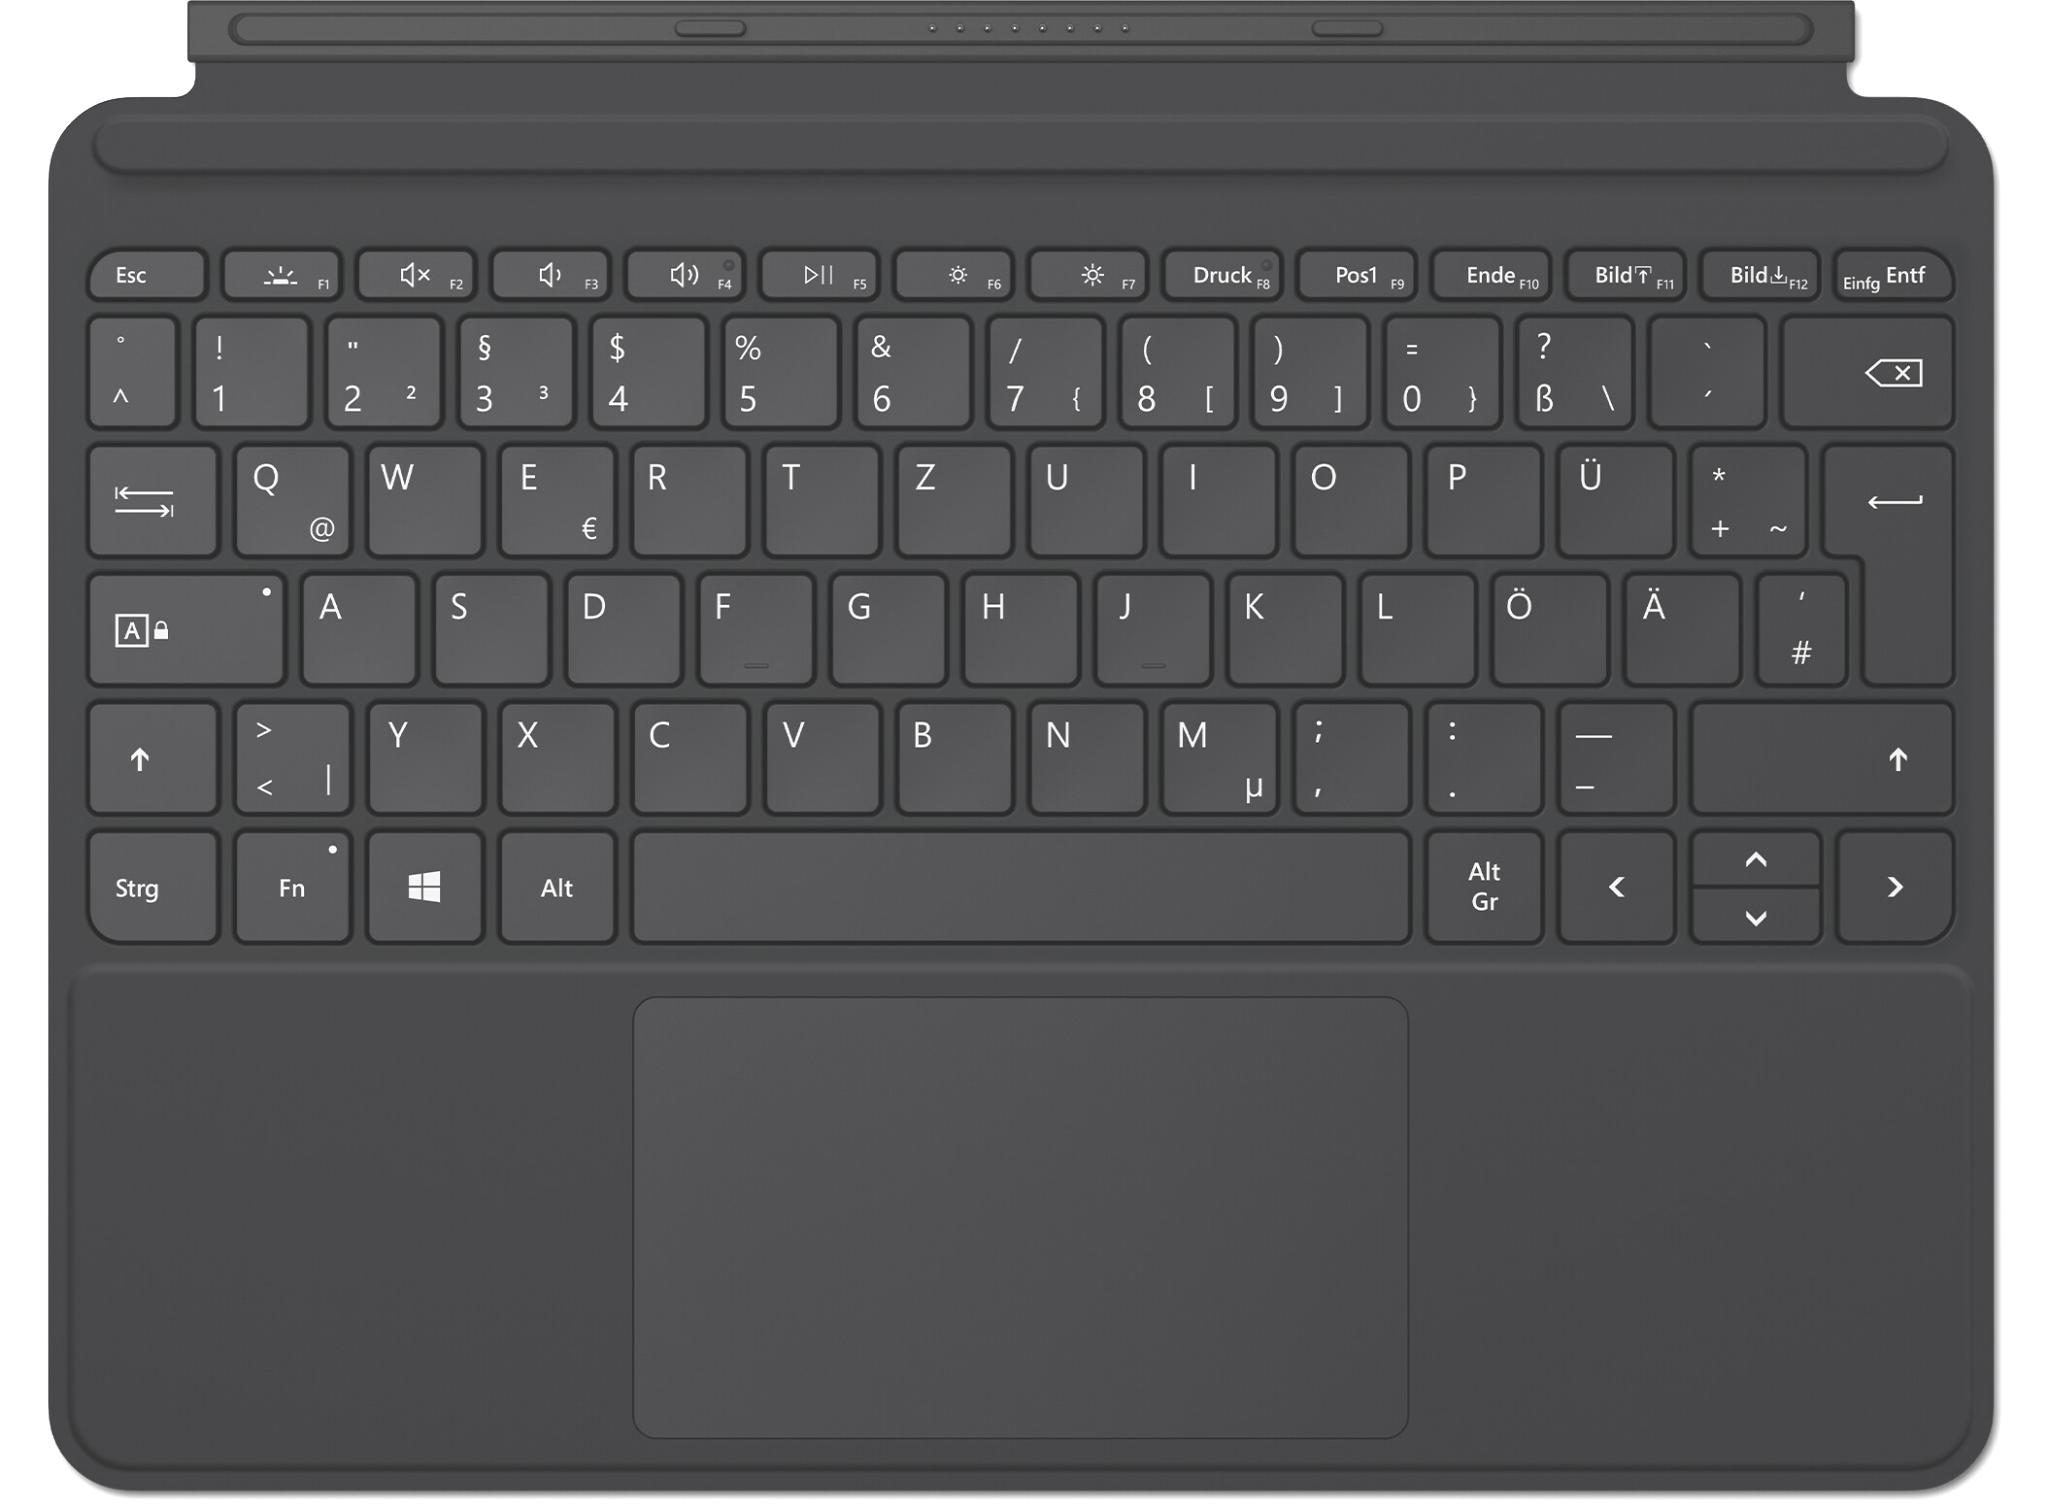 Esc F1 F2 F3 F4 F5 F6 F7 Druck F8 Pos1 F9 Ende F10 Bild F11 Bild F12 Einfg Entf
° ! " § $ % & / ( ) = ? `
^ 1 2 ² 3 ³ 4 5 6 7 { 8 [ 9 ] 0 } ß \ ´
Q W E R T Z U I O P Ü *
@ € + ~
A A S D F G H J K L Ö Ä '
#
> Y X C V B N M ; : —
< | µ , . –
Strg Fn Alt Alt
Gr